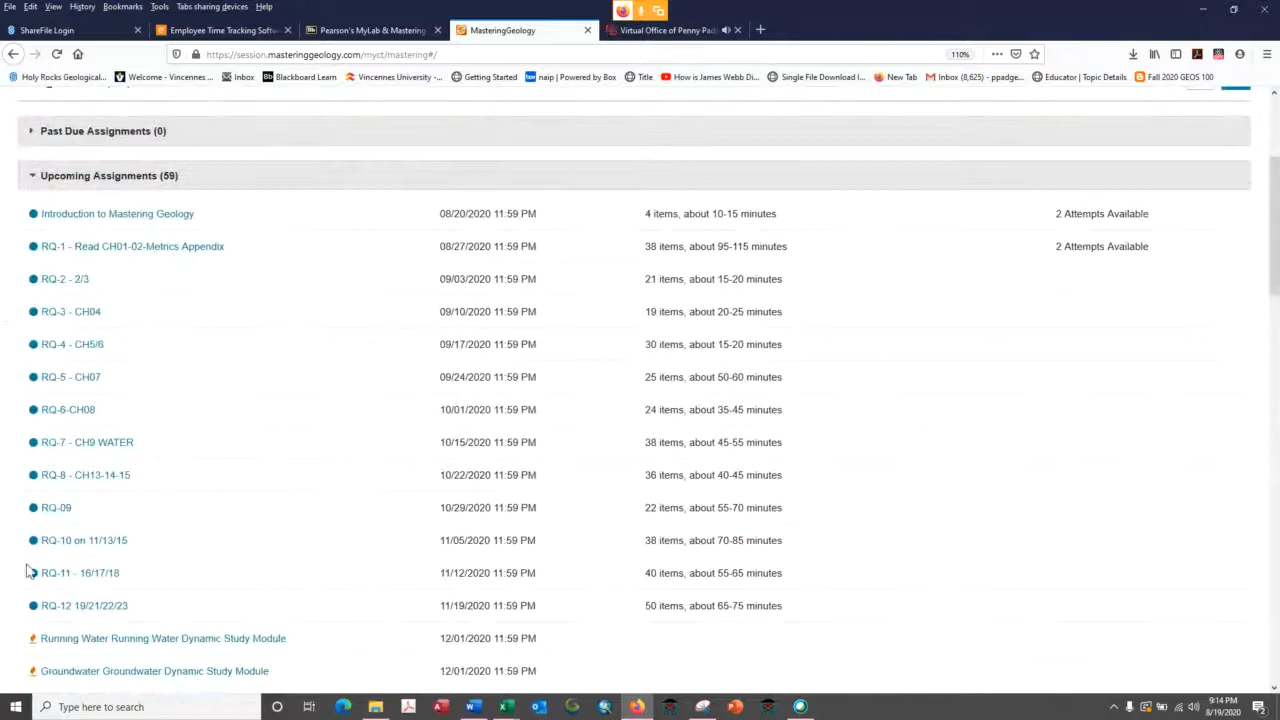 File Edit View History Bookmarks Tools Tabs sharing devices Help
ShareFile Login Employee Time Tracking Softw Pearson's MyLab & Mastering MasteringGeology Virtual Office of Penny Pad
https://session.masteringgeology.com/myct/mastering#/ 110%
Holy Rocks Geological... Welcome - Vincennes ... Inbox Blackboard Learn Vincennes University -... Getting Started naip | Powered by Box Title How is James Webb Di... Single File Download I... New Tab Inbox (8,625) - ppadge... Educator | Topic Details Fall 2020 GEOS 100
Past Due Assignments (0)
Upcoming Assignments (59)
Introduction to Mastering Geology 08/20/2020 11:59 PM 4 items, about 10-15 minutes 2 Attempts Available
RQ-1 - Read CH01-02-Metrics Appendix 08/27/2020 11:59 PM 38 items, about 95-115 minutes 2 Attempts Available
RQ-2 - 2/3 09/03/2020 11:59 PM 21 items, about 15-20 minutes
RQ-3 - CH04 09/10/2020 11:59 PM 19 items, about 20-25 minutes
RQ-4 - CH5/6 09/17/2020 11:59 PM 30 items, about 15-20 minutes
RQ-5 - CH07 09/24/2020 11:59 PM 25 items, about 50-60 minutes
RQ-6-CH08 10/01/2020 11:59 PM 24 items, about 35-45 minutes
RQ-7 - CH9 WATER 10/15/2020 11:59 PM 38 items, about 45-55 minutes
RQ-8 - CH13-14-15 10/22/2020 11:59 PM 36 items, about 40-45 minutes
RQ-09 10/29/2020 11:59 PM 22 items, about 55-70 minutes
RQ-10 on 11/13/15 11/05/2020 11:59 PM 38 items, about 70-85 minutes
RQ-11 - 16/17/18 11/12/2020 11:59 PM 40 items, about 55-65 minutes
RQ-12 19/21/22/23 11/19/2020 11:59 PM 50 items, about 65-75 minutes
Running Water Running Water Dynamic Study Module 12/01/2020 11:59 PM
Groundwater Groundwater Dynamic Study Module 12/01/2020 11:59 PM
Type here to search 9:14 PM
8/19/2020